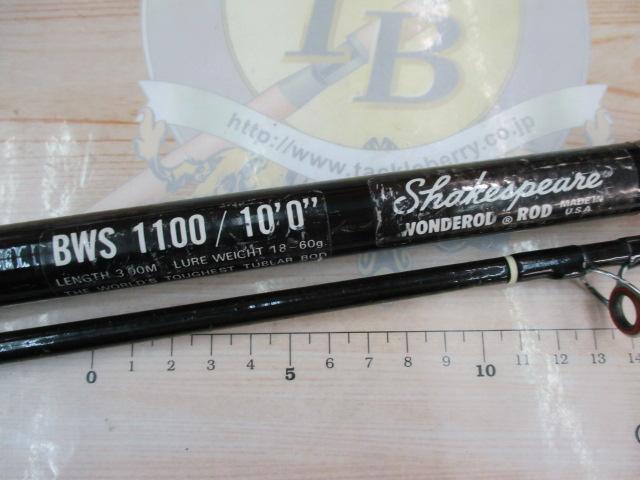 TB
http://www.tackleberry.co.jp
Shakespeare
WONDEROD ® ROD MADE IN U.S.A.
BWS 1100 / 10'0"
LENGTH 3.00M LURE WEIGHT 18-60g
THE WORLD'S TOUGHEST TUBLAR ROD
0 1 2 3 4 5 6 7 8 9 10 11 12 13 14